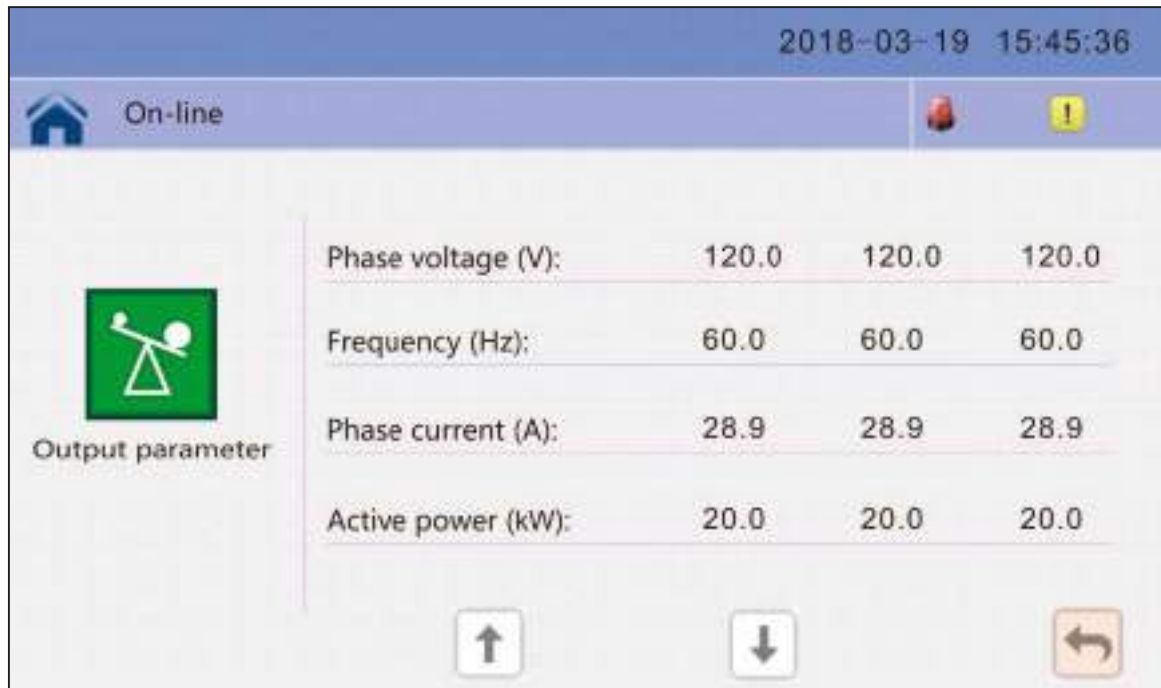 2018-03-19 15:45:36
On-line
!
Phase voltage (V): 120.0 120.0 120.0
Frequency (Hz): 60.0 60.0 60.0
Output parameter
Phase current (A): 28.9 28.9 28.9
Active power (kW): 20.0 20.0 20.0